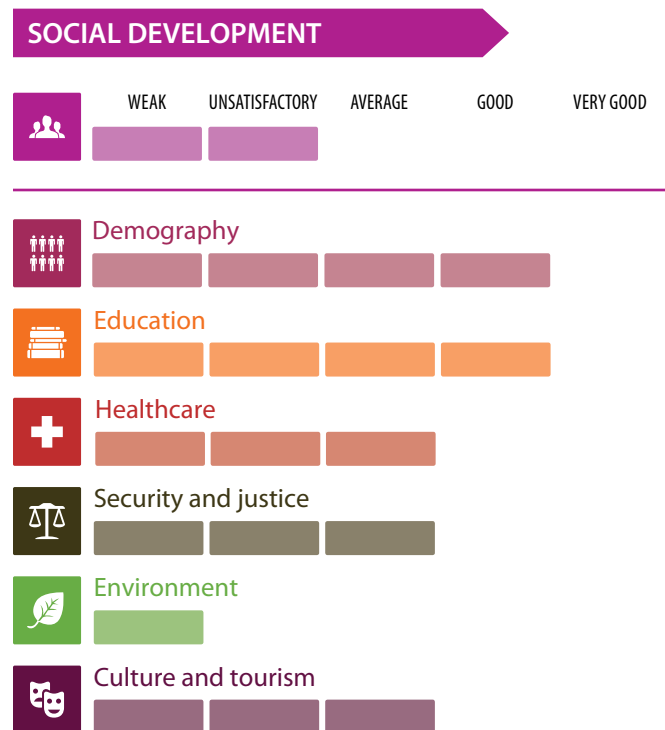 SOCIAL DEVELOPMENT
WEAK UNSATISFACTORY AVERAGE GOOD VERY GOOD
Demography
Education
Healthcare
Security and justice
Environment
Culture and tourism